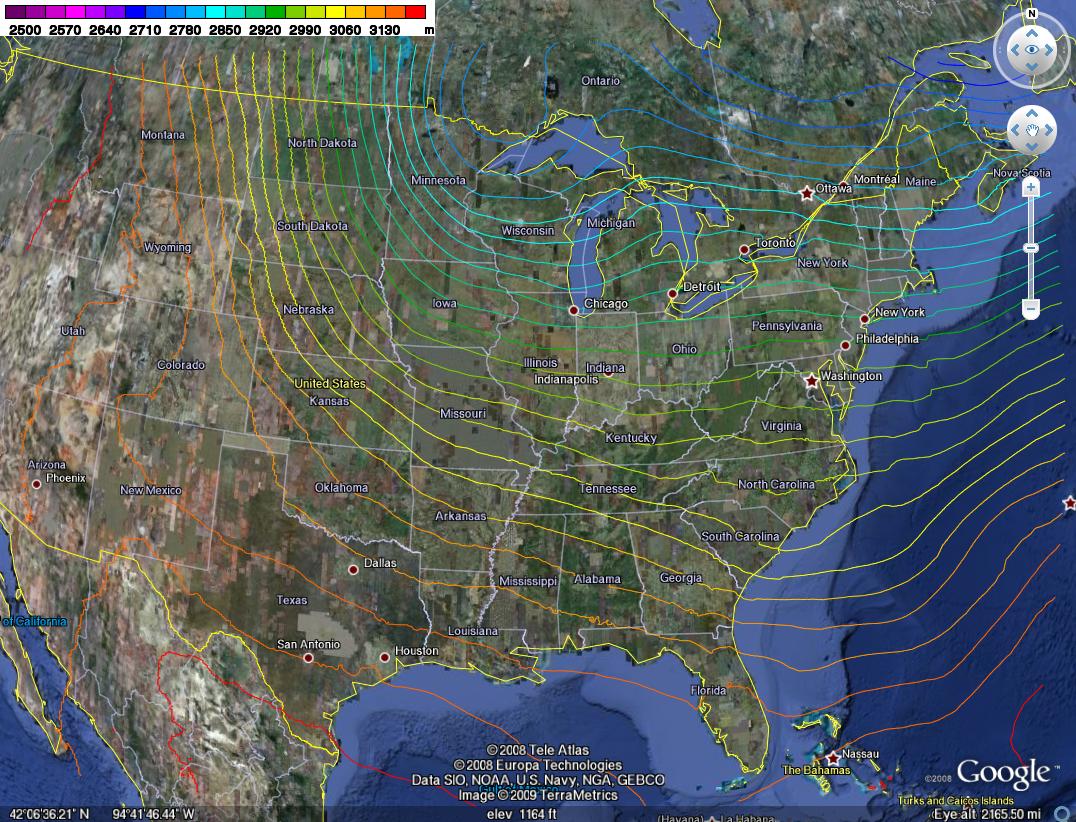 2500 2570 2640 2710 2780 2850 2920 2990 3060 3130 m
N
Ontario
Montana
North Dakota
Minnesota
Ottawa
Montréal
Maine
Nova Scotia
South Dakota
Wisconsin
Michigan
Wyoming
Toronto
New York
Nebraska
Iowa
Chicago
Detroit
New York
Utah
Pennsylvania
Philadelphia
Colorado
Illinois
Indiana
Ohio
Indianapolis
Washington
United States
Kansas
Missouri
Kentucky
Virginia
Arizona
Phoenix
New Mexico
Oklahoma
Tennessee
North Carolina
Arkansas
South Carolina
Dallas
Mississippi
Alabama
Georgia
Texas
of California
Louisiana
San Antonio
Houston
Florida
Nassau
The Bahamas
© 2008 Tele Atlas
© 2008 Europa Technologies
Data SIO, NOAA, U.S. Navy, NGA, GEBCO
Image © 2009 TerraMetrics
©2008 Google™
Turks and Caicos Islands
42°06'36.21" N 94°41'46.44" W
elev 1164 ft
(Havana) La Habana
Eye alt 2165.50 mi